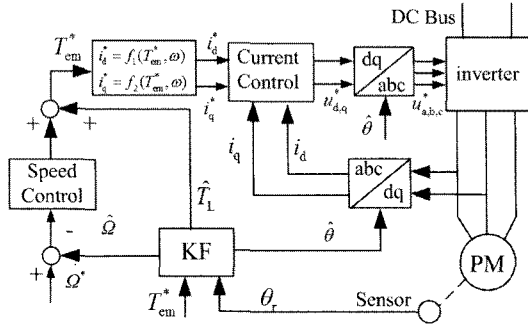 DC Bus
T*em
i*d = f1(T*em, ω)
i*q = f2(T*em, ω)
i*d
i*q
Current
Control
u*d,q
dq
abc
u*a,b,c
inverter
θ̂
+
+
iq
id
abc
dq
Speed
Control
T̂L
-
Ω̂
+
Ω*
KF
θ̂
T*em
θr
Sensor
PM